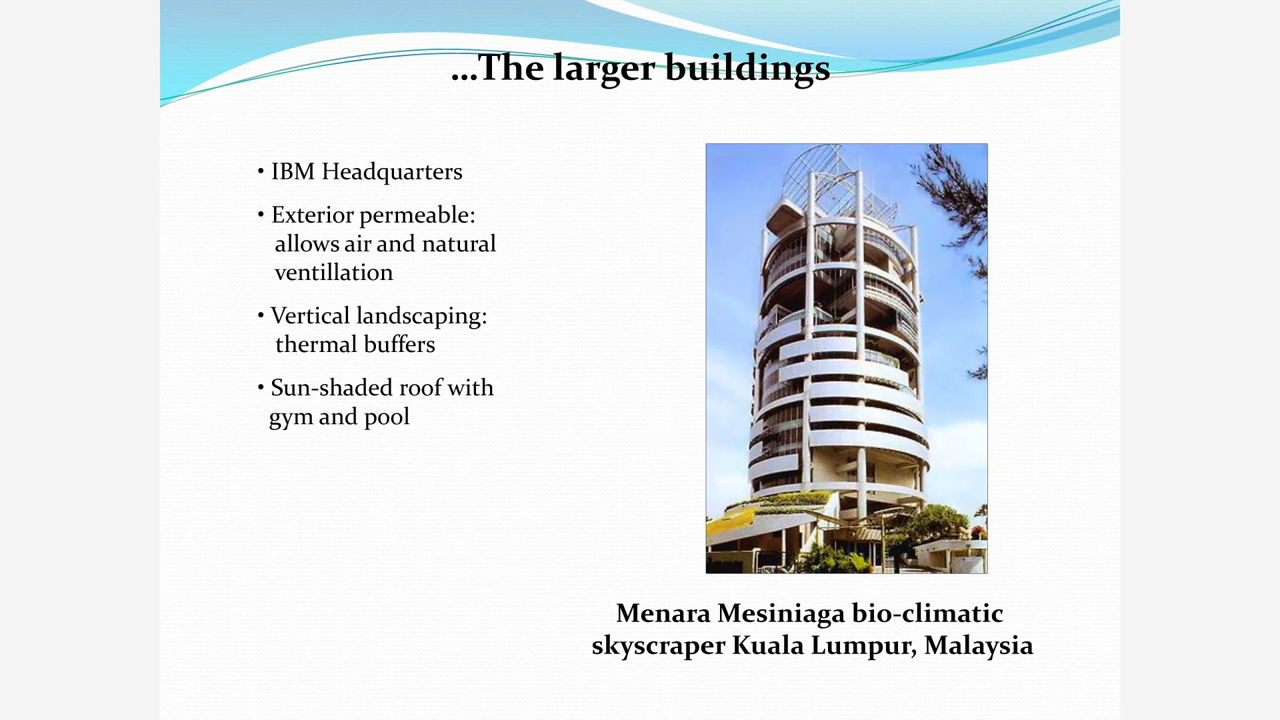 ...The larger buildings
• IBM Headquarters
• Exterior permeable:
allows air and natural
ventillation
• Vertical landscaping:
thermal buffers
• Sun-shaded roof with
gym and pool
Menara Mesiniaga bio-climatic
skyscraper Kuala Lumpur, Malaysia